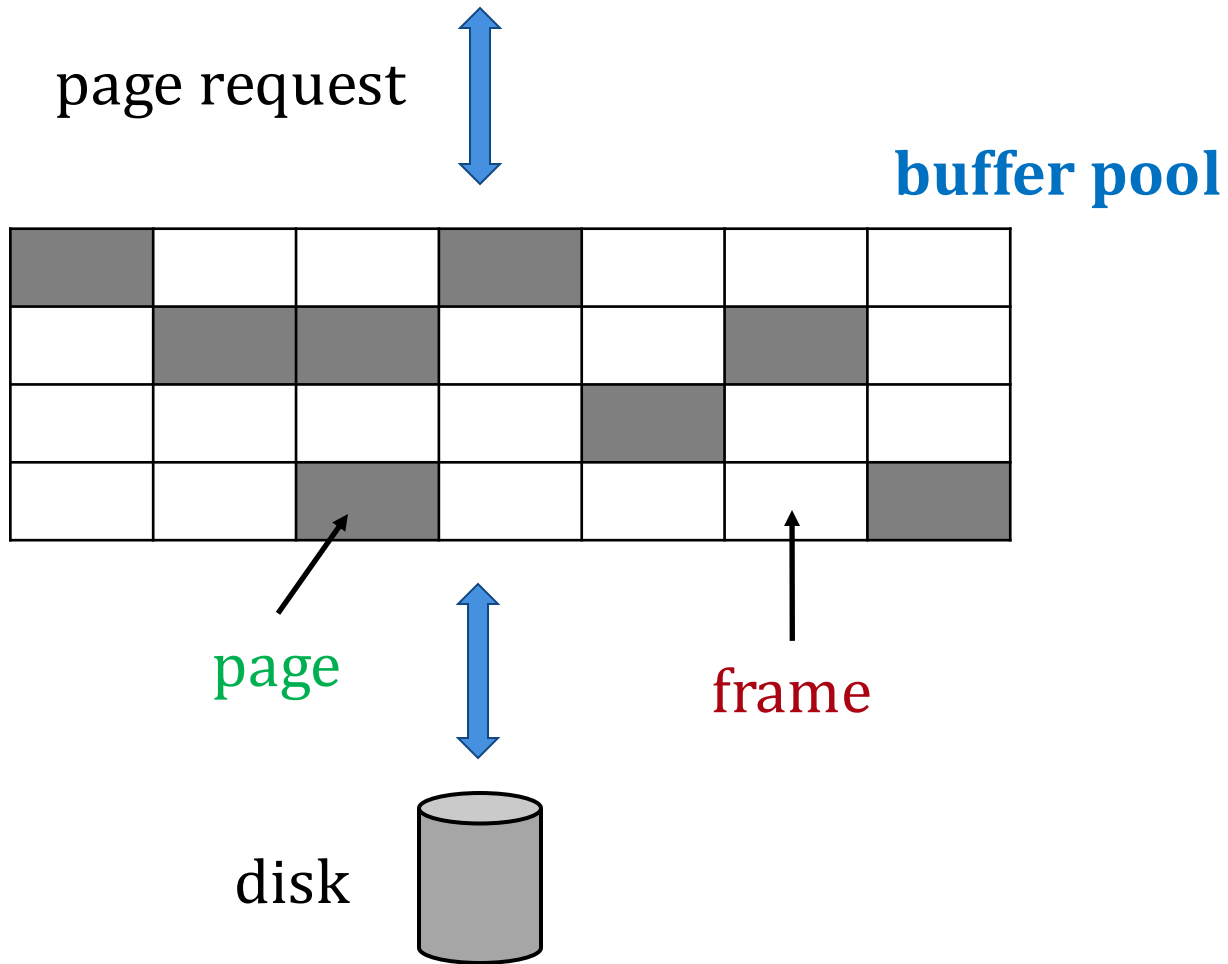 page request
buffer pool
page
frame
disk